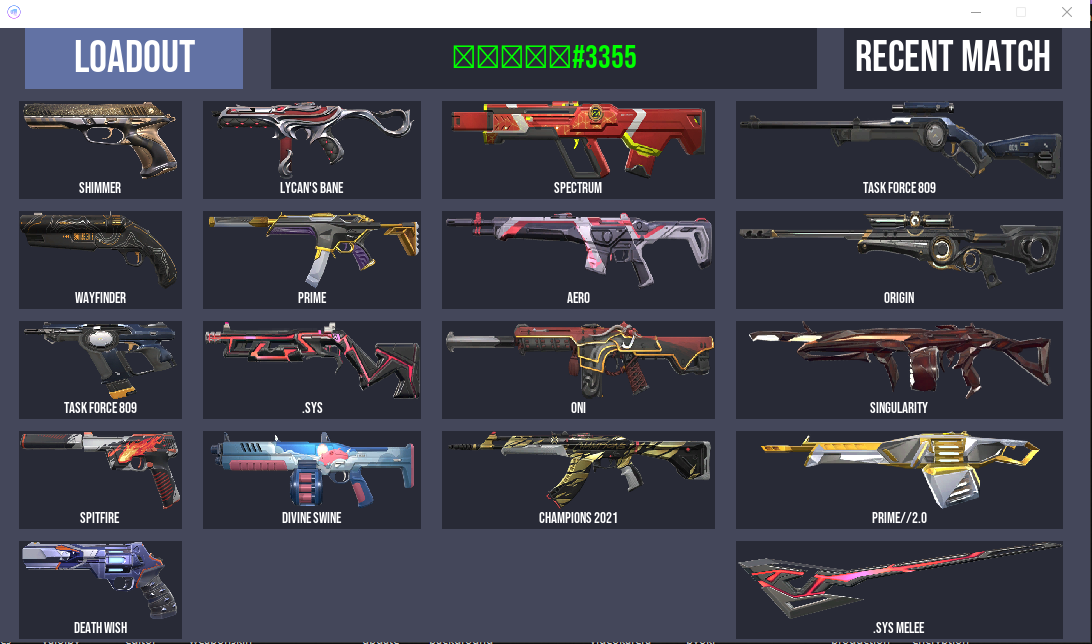 LOADOUT
#3355
RECENT MATCH
SHIMMER
LYCAN'S BANE
SPECTRUM
TASK FORCE 809
WAYFINDER
PRIME
AERO
ORIGIN
TASK FORCE 809
.SYS
ONI
SINGULARITY
SPITFIRE
DIVINE SWINE
CHAMPIONS 2021
PRIME//2.0
DEATH WISH
.SYS MELEE